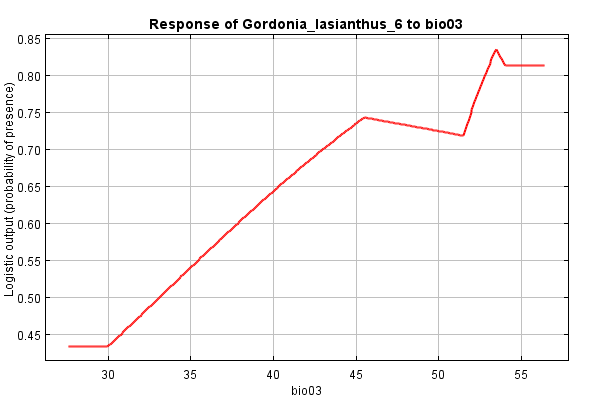 Response of Gordonia_lasianthus_6 to bio03
Logistic output (probability of presence)
0.85
0.80
0.75
0.70
0.65
0.60
0.55
0.50
0.45
30 35 40 45 50 55
bio03